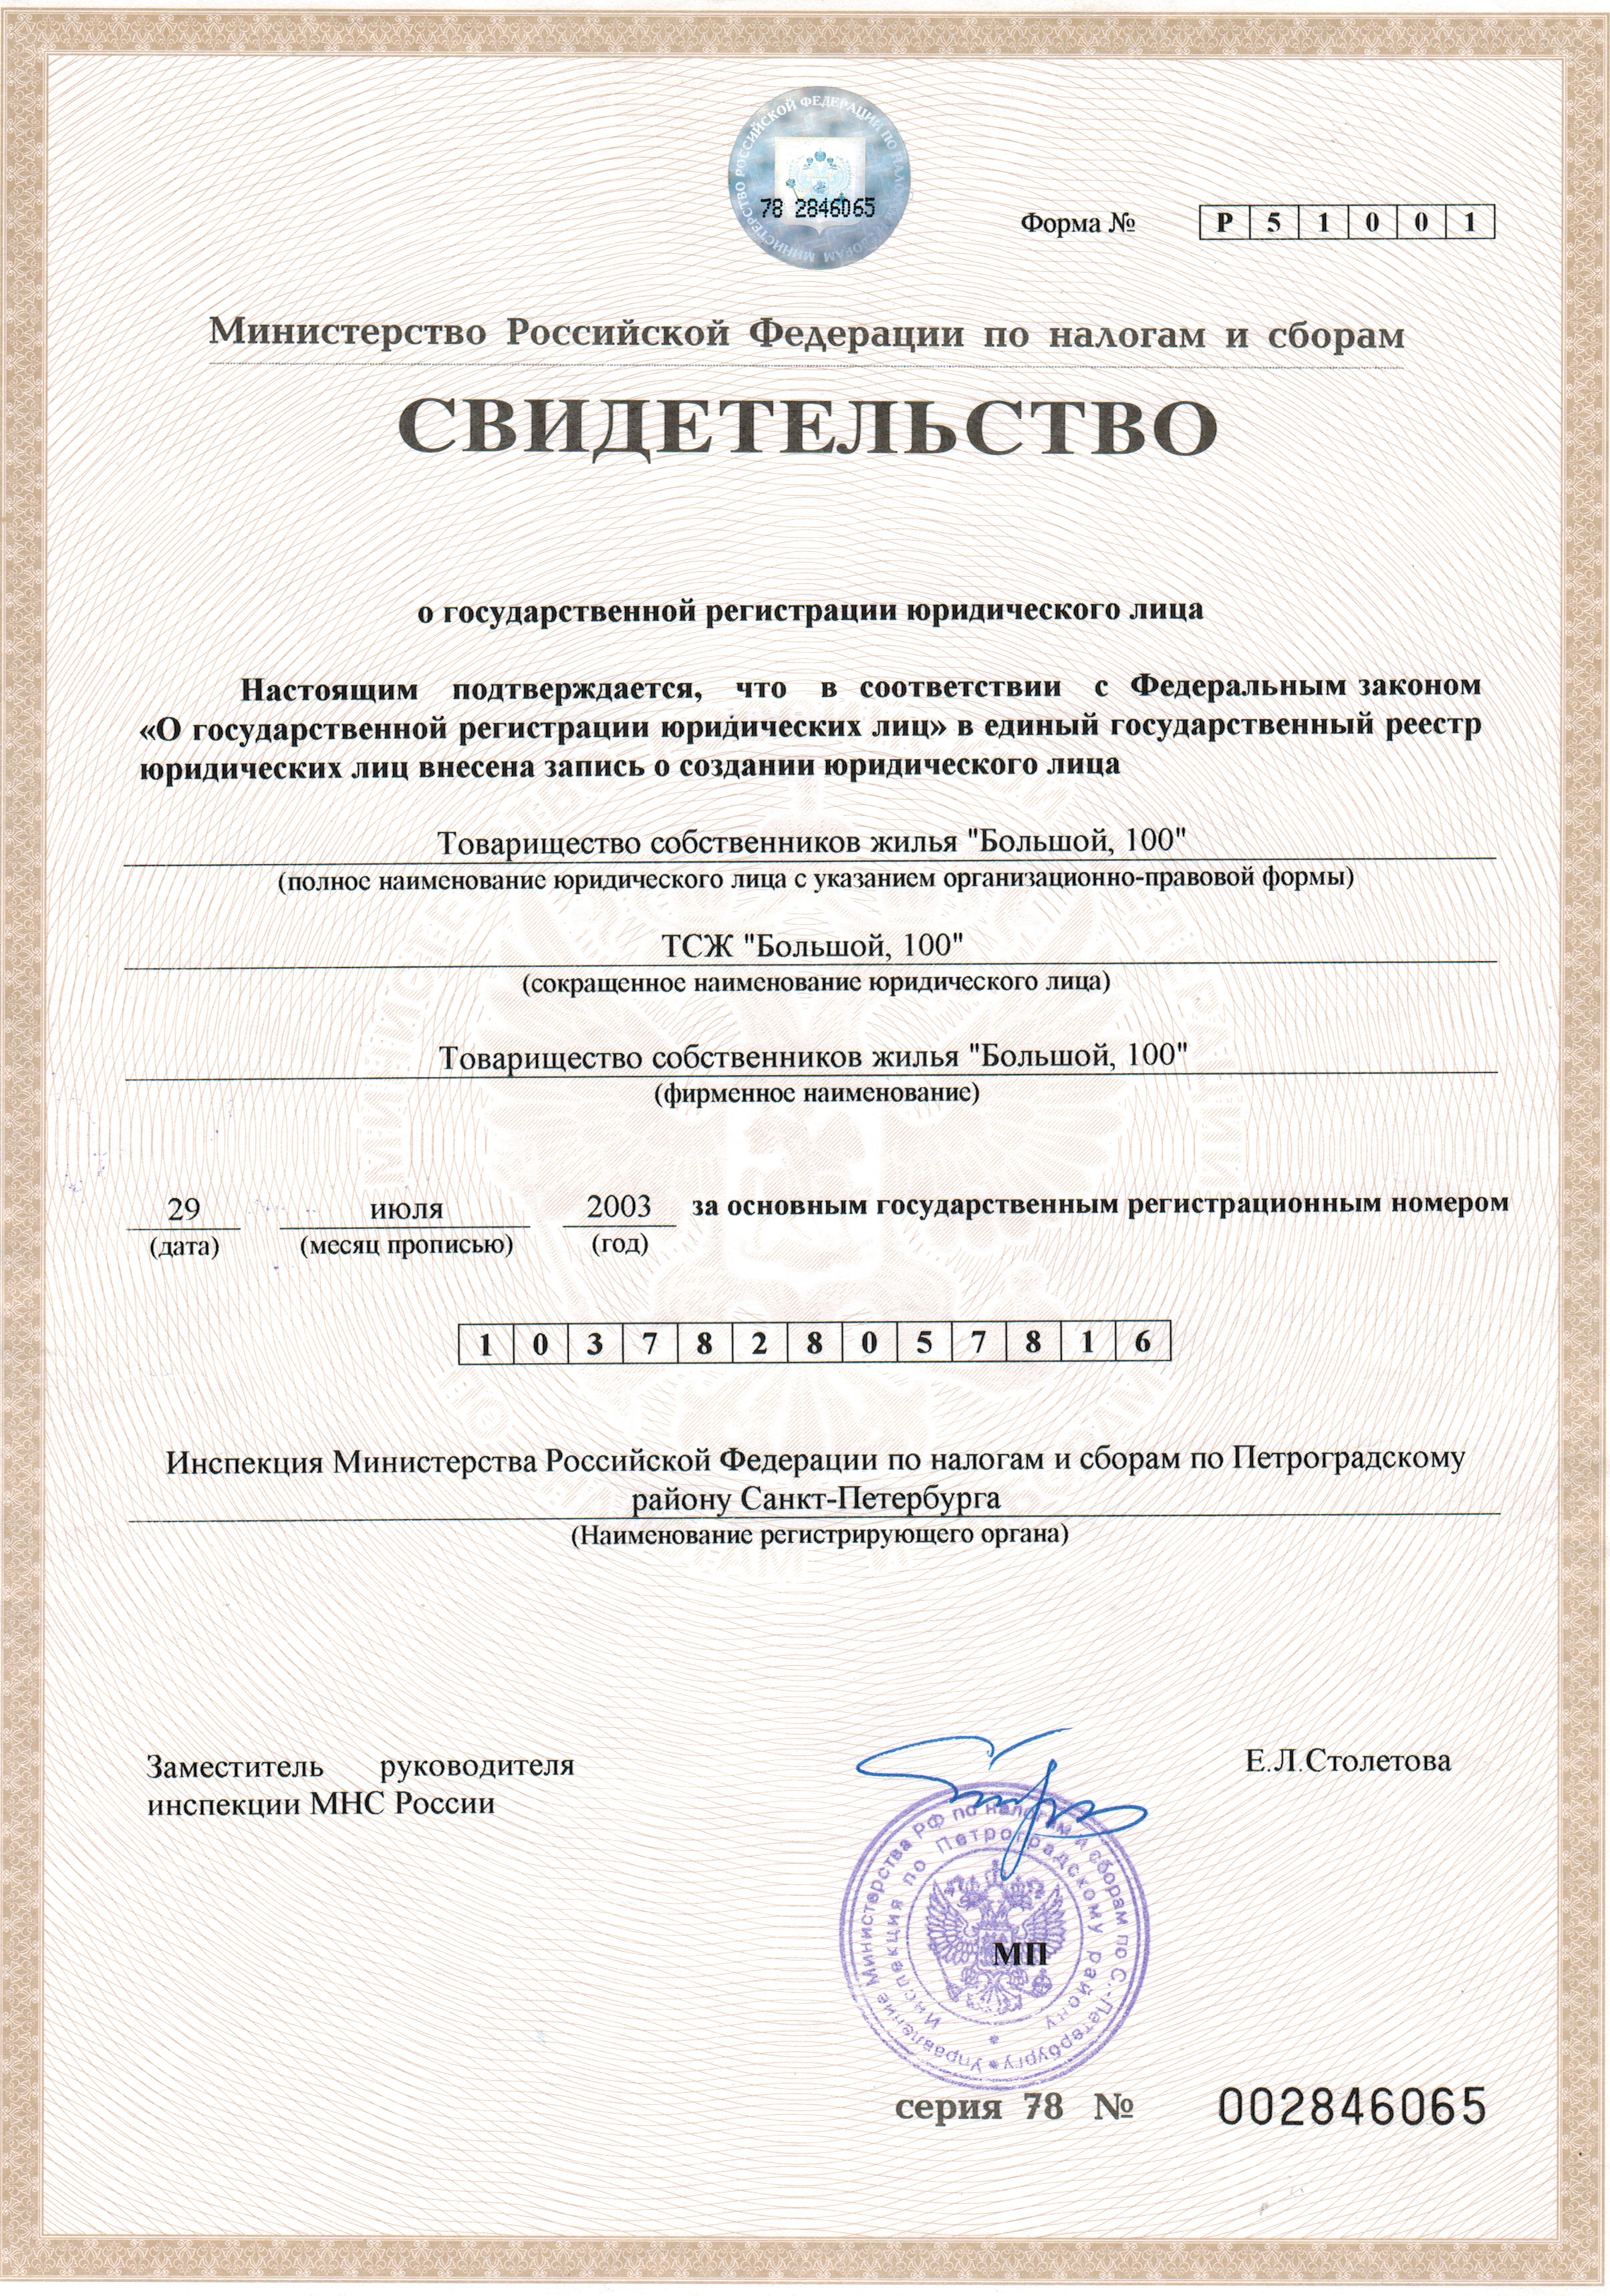 МИНИСТЕРСТВО РОССИЙСКОЙ ФЕДЕРАЦИИ ПО НАЛОГАМ И СБОРАМ
78 2846065
Форма № Р 5 1 0 0 1
Министерство Российской Федерации по налогам и сборам
СВИДЕТЕЛЬСТВО
о государственной регистрации юридического лица
Настоящим подтверждается, что в соответствии с Федеральным законом
«О государственной регистрации юридических лиц» в единый государственный реестр
юридических лиц внесена запись о создании юридического лица
Товарищество собственников жилья "Большой, 100"
(полное наименование юридического лица с указанием организационно-правовой формы)
ТСЖ "Большой, 100"
(сокращенное наименование юридического лица)
Товарищество собственников жилья "Большой, 100"
(фирменное наименование)
29 июля 2003 за основным государственным регистрационным номером
(дата) (месяц прописью) (год)
1 0 3 7 8 2 8 0 5 7 8 1 6
Инспекция Министерства Российской Федерации по налогам и сборам по Петроградскому
району Санкт-Петербурга
(Наименование регистрирующего органа)
Заместитель руководителя
инспекции МНС России
Е.Л.Столетова
Управление Министерства РФ по налогам и сборам по С.-Петербургу
Инспекция по Петроградскому району
МП
серия 78 № 002846065